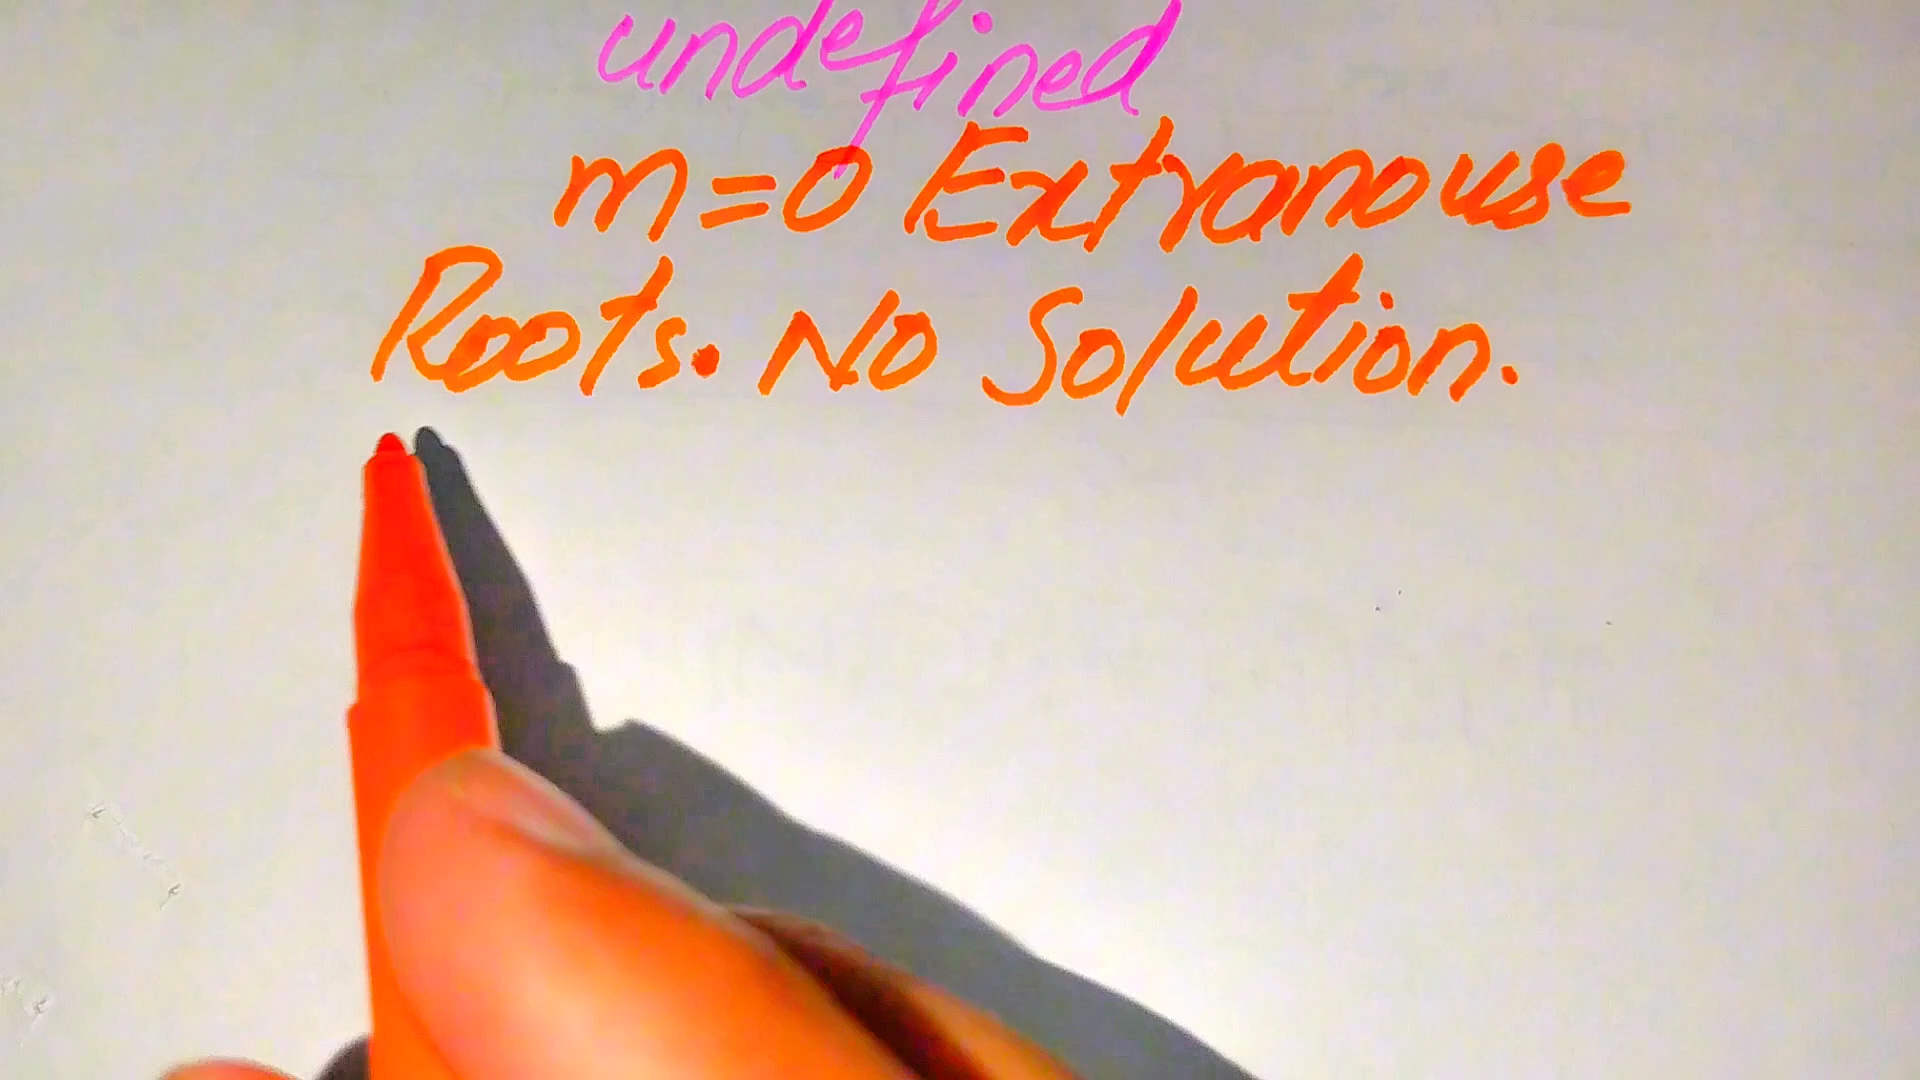 undefined
m=0 Extranouse
Roots. No Solution.